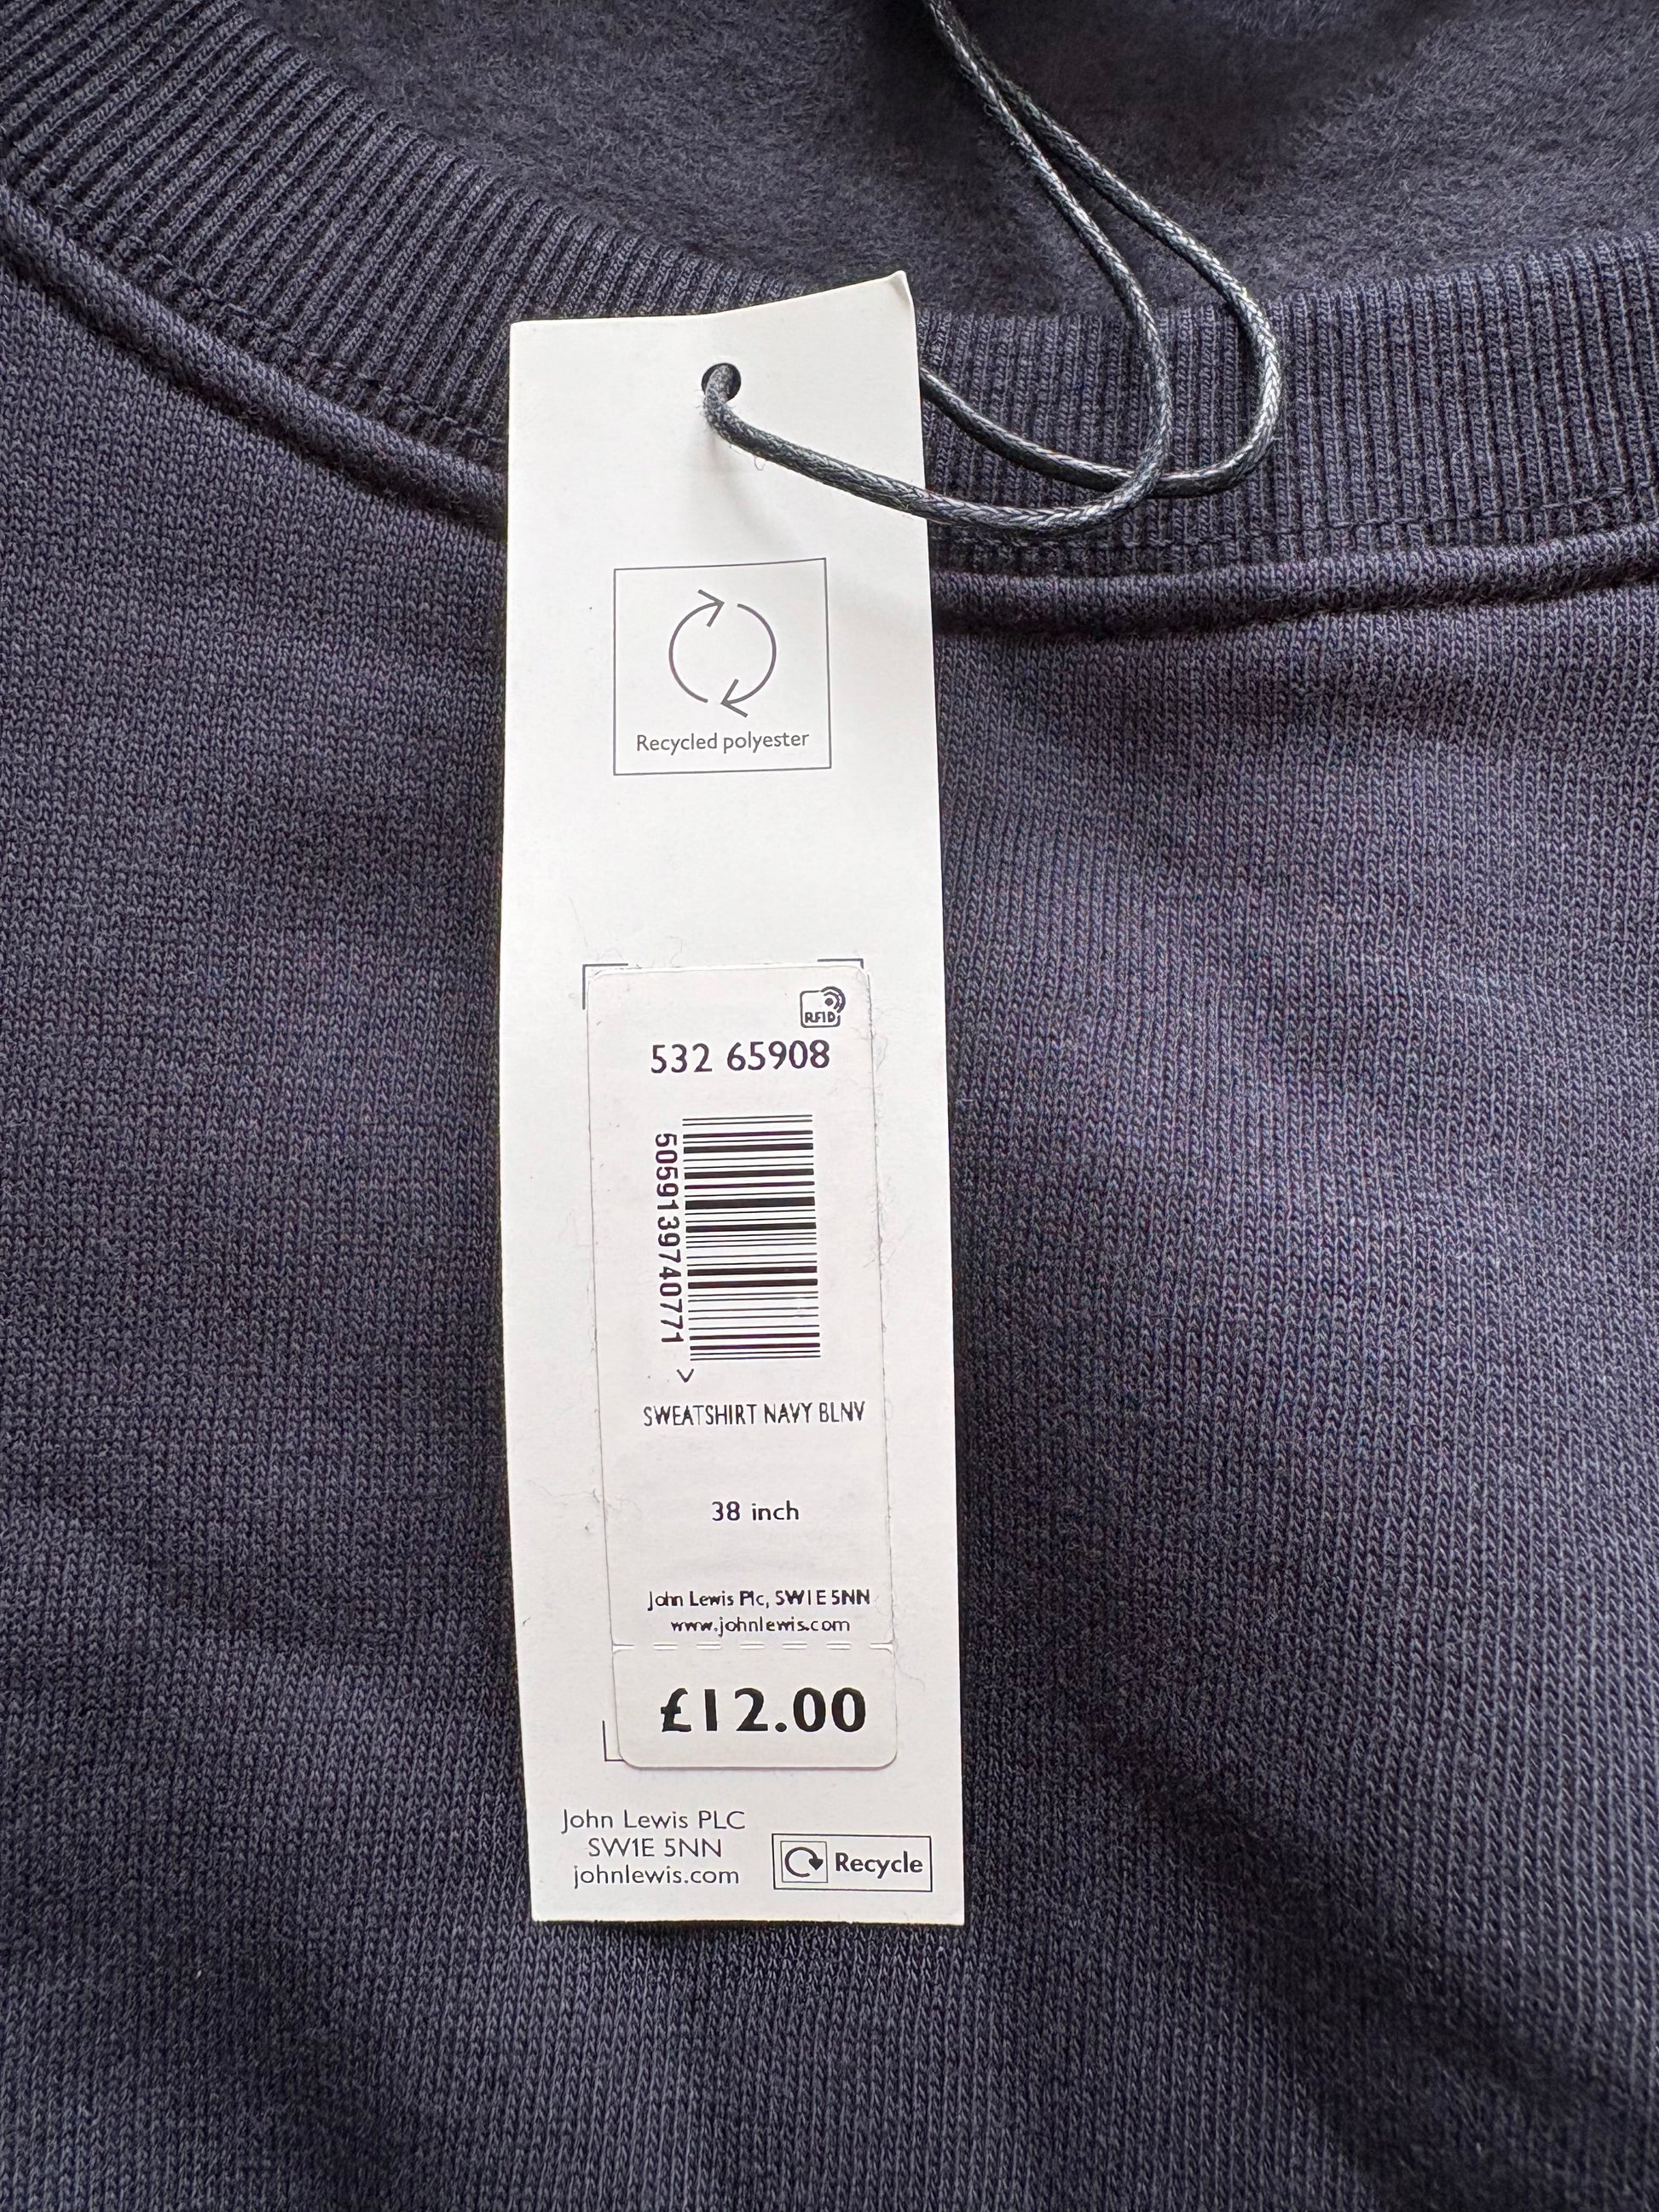 Recycled polyester
RFID
532 65908
5059139740771 >
SWEATSHIRT NAVY BLNV
38 inch
John Lewis Plc, SW1E 5NN
www.johnlewis.com
£12.00
John Lewis PLC
SW1E 5NN
johnlewis.com
Recycle